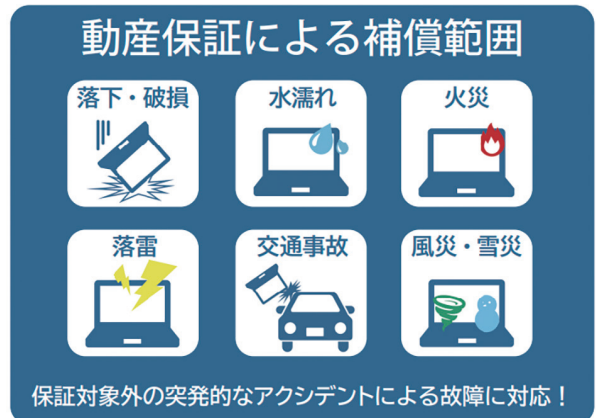 動産保証による補償範囲
落下・破損
水濡れ
火災
落雷
交通事故
風災・雪災
保証対象外の突発的なアクシデントによる故障に対応！